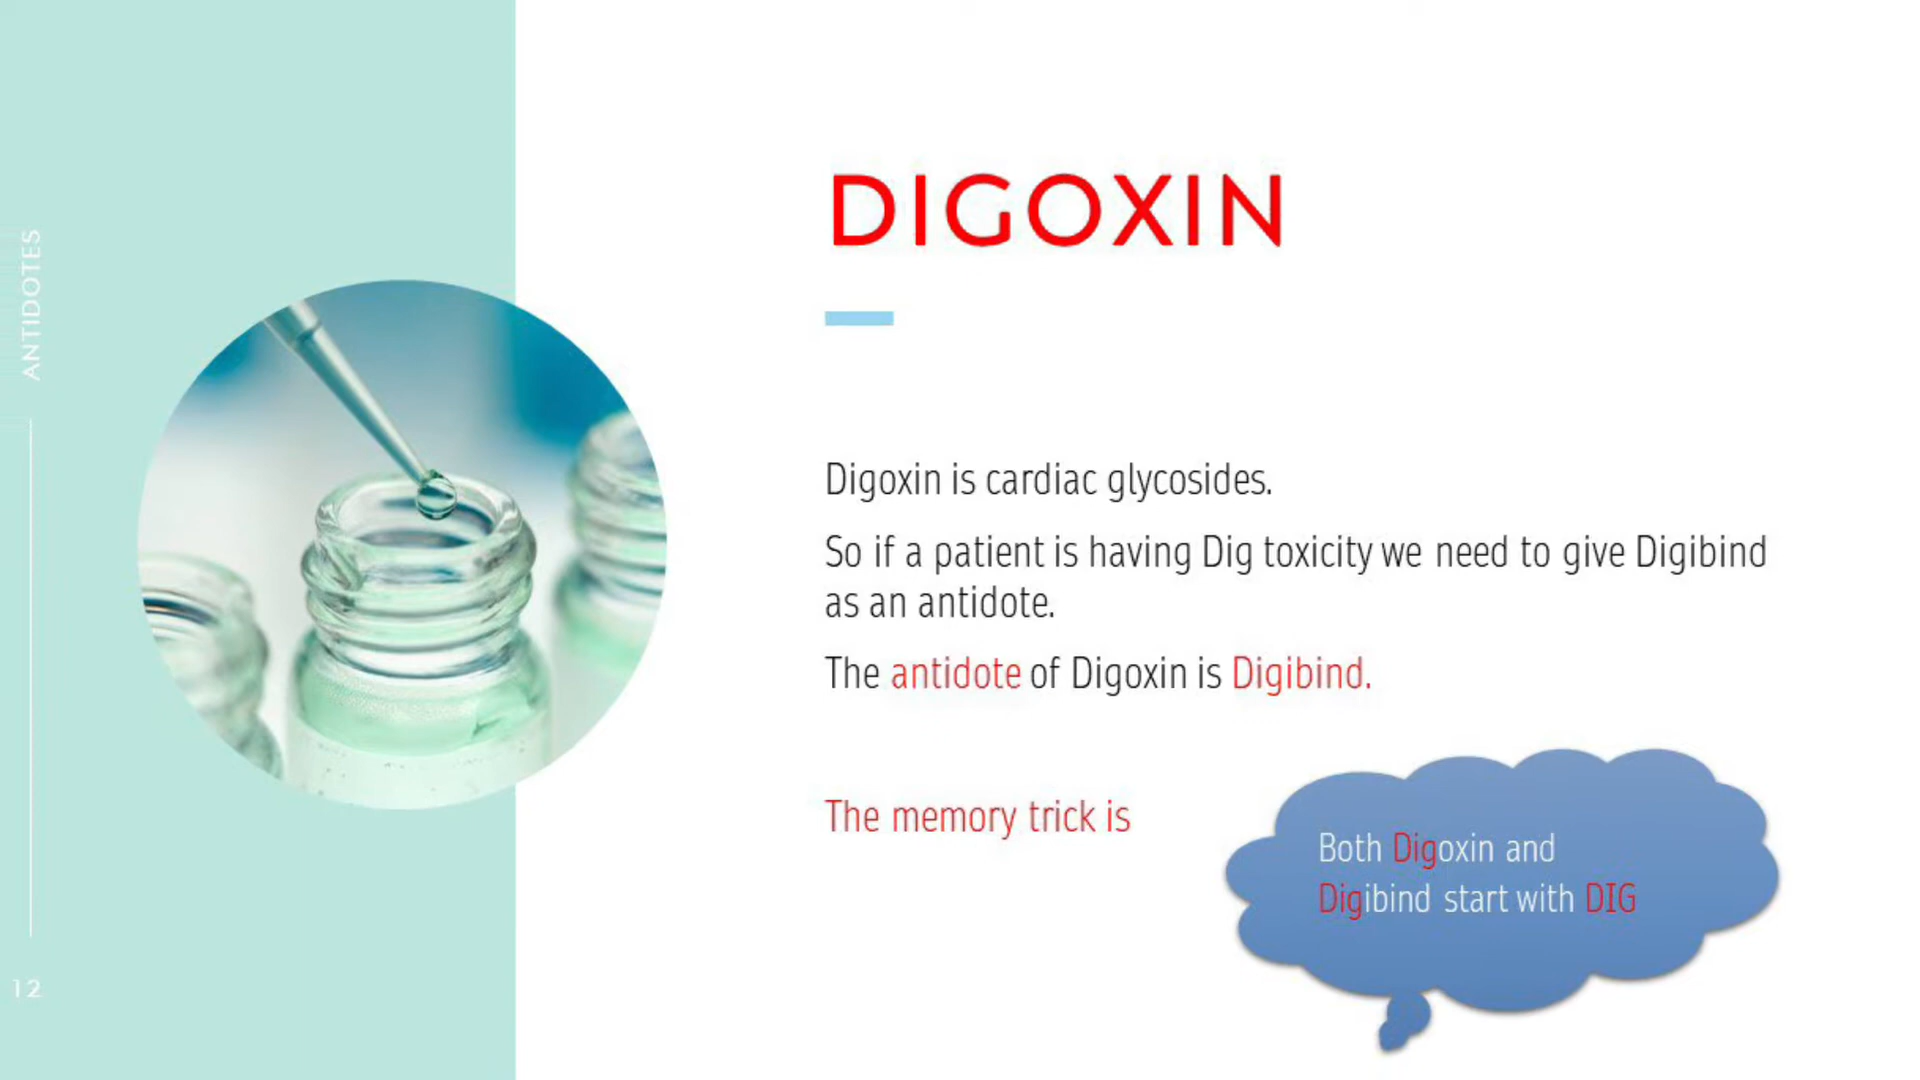 ANTIDOTES
12
DIGOXIN
Digoxin is cardiac glycosides.
So if a patient is having Dig toxicity we need to give Digibind
as an antidote.
The antidote of Digoxin is Digibind.
The memory trick is
Both Digoxin and
Digibind start with DIG